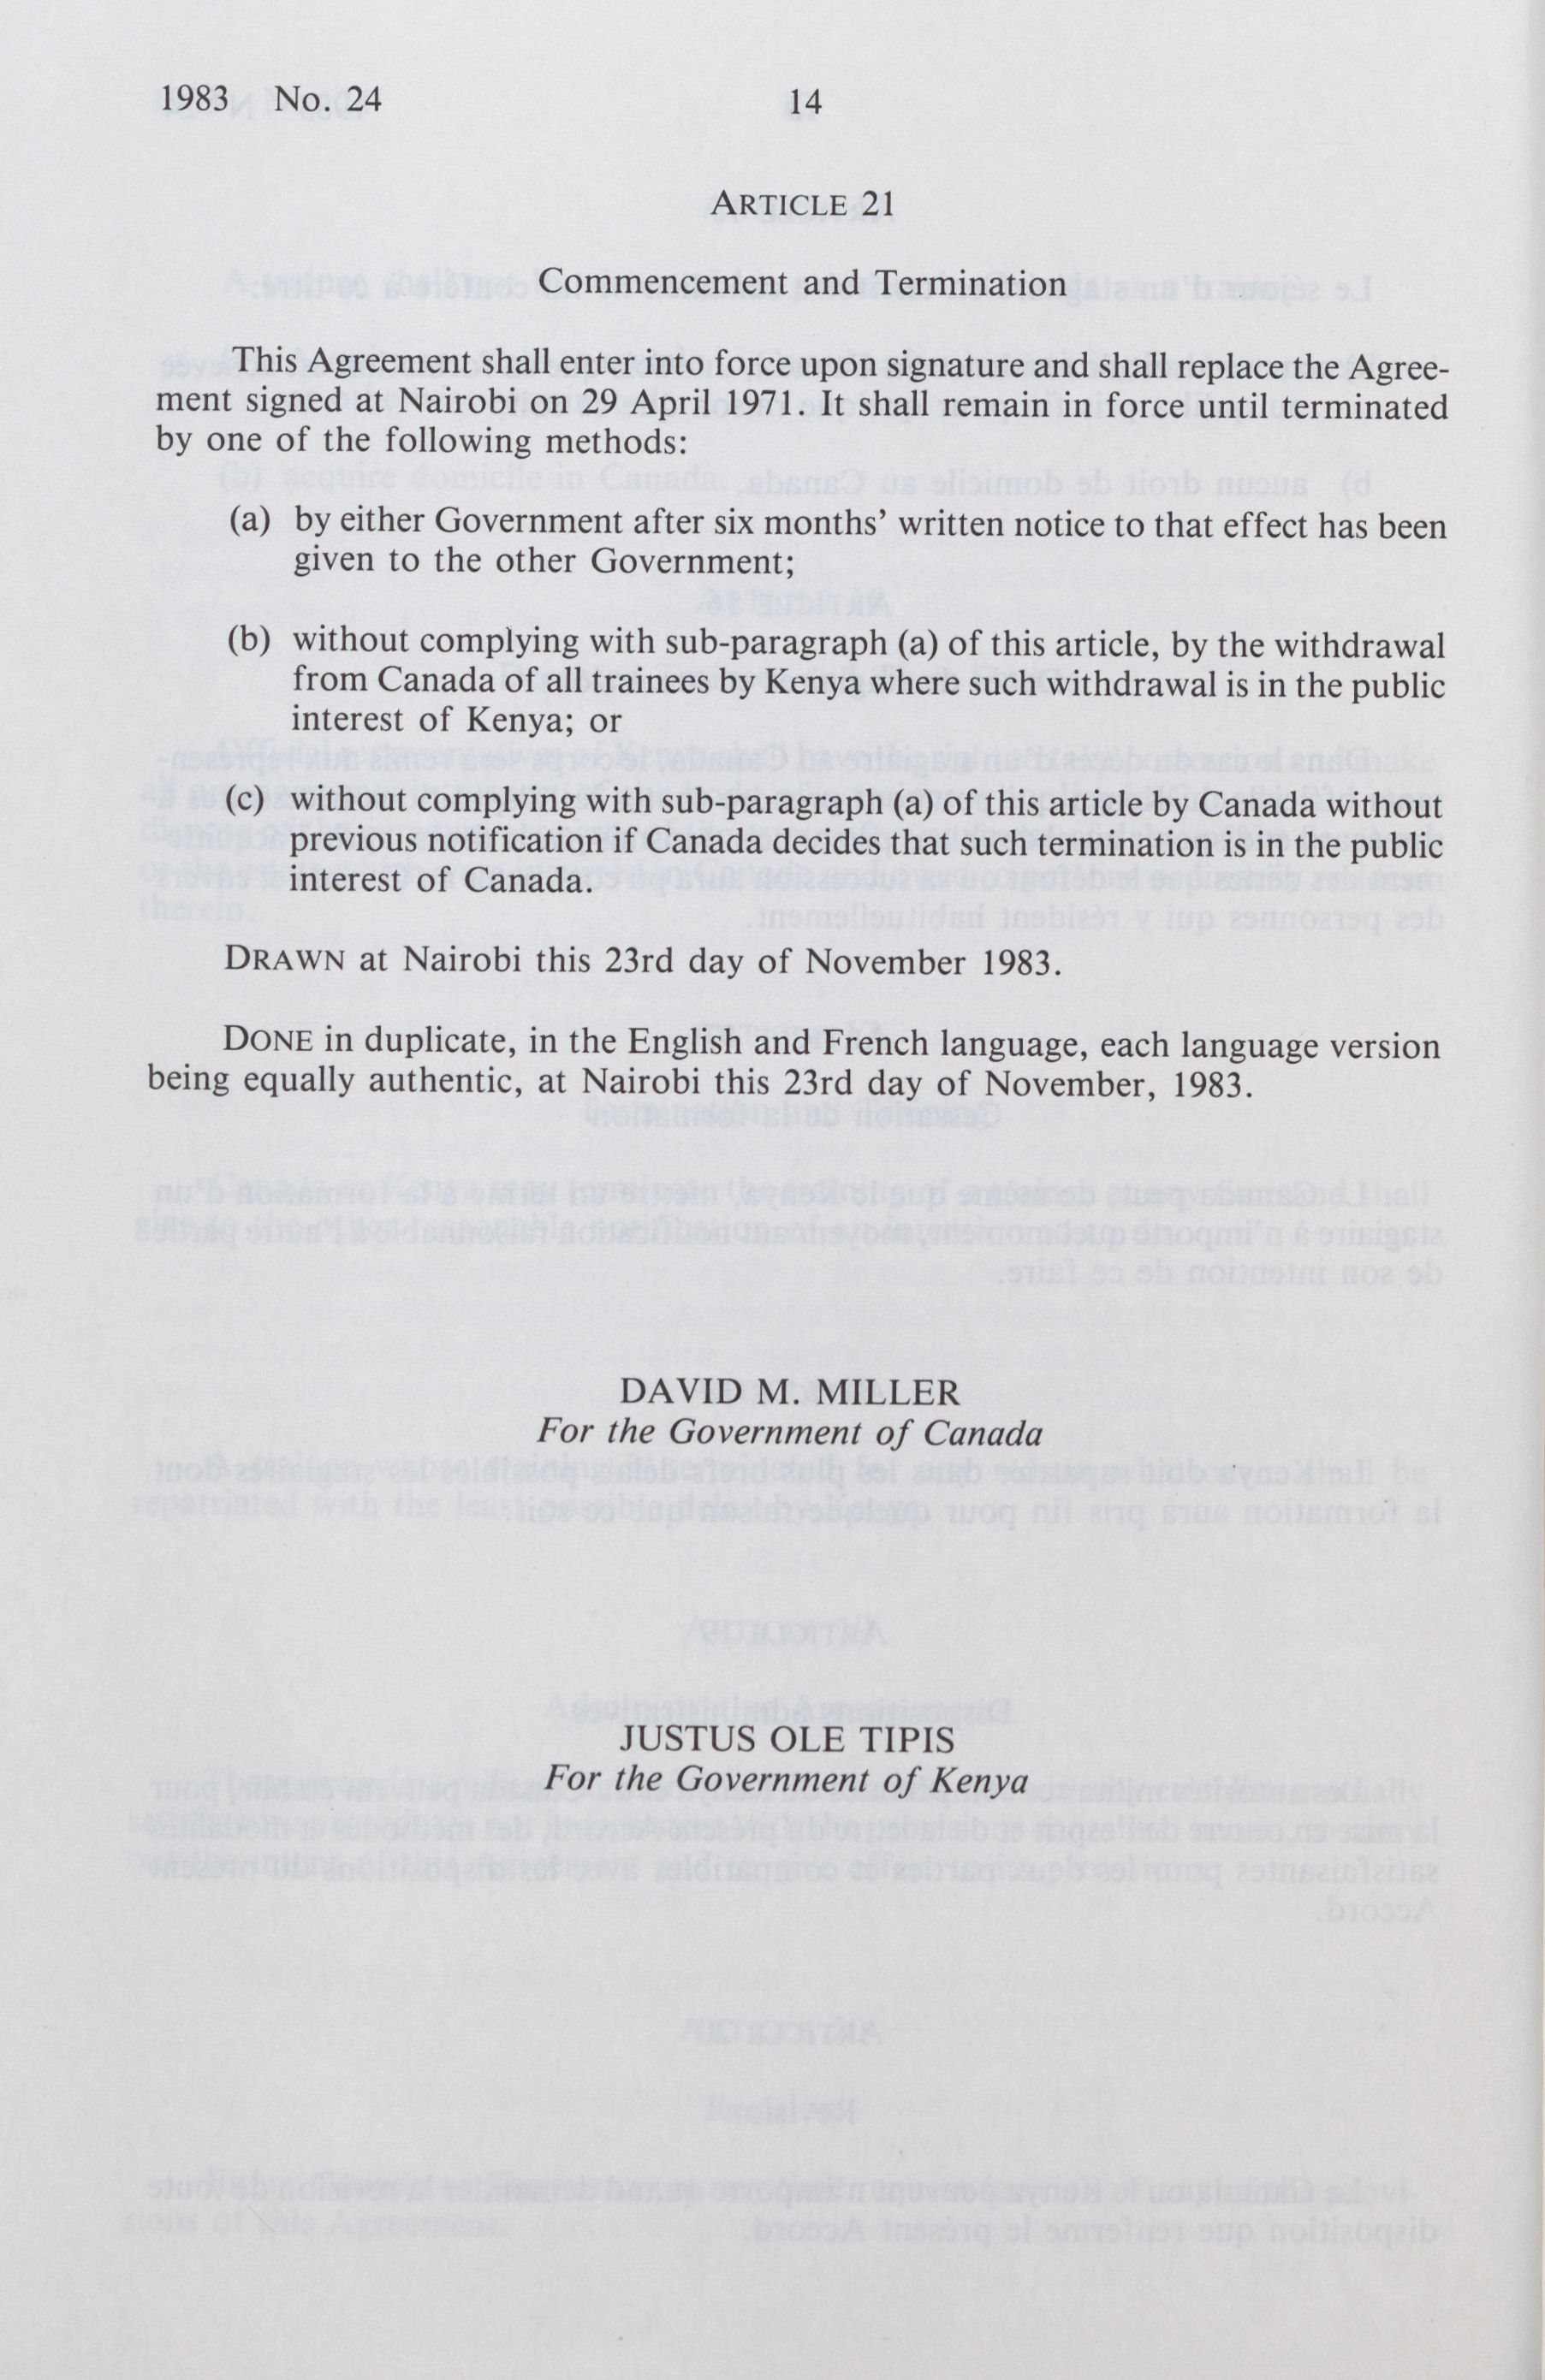 1983 No. 24
14
ARTICLE 21
Commencement and Termination
This Agreement shall enter into force upon signature and shall replace the Agree-
ment signed at Nairobi on 29 April 1971. It shall remain in force until terminated
by one of the following methods:
(a) by either Government after six months’ written notice to that effect has been
given to the other Government;
(b) without complying with sub-paragraph (a) of this article, by the withdrawal
from Canada of all trainees by Kenya where such withdrawal is in the public
interest of Kenya; or
(c) without complying with sub-paragraph (a) of this article by Canada without
previous notification if Canada decides that such termination is in the public
interest of Canada.
DRAWN at Nairobi this 23rd day of November 1983.
DONE in duplicate, in the English and French language, each language version
being equally authentic, at Nairobi this 23rd day of November, 1983.
DAVID M. MILLER
For the Government of Canada
JUSTUS OLE TIPIS
For the Government of Kenya